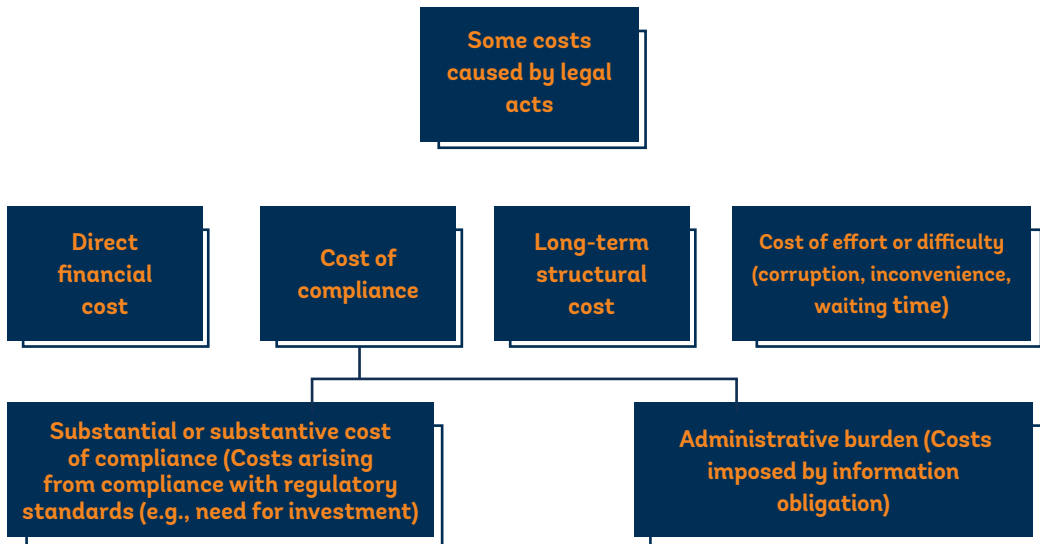 Some costs
caused by legal
acts
Direct
financial
cost
Cost of
compliance
Long-term
structural
cost
Cost of effort or difficulty
(corruption, inconvenience,
waiting time)
Substantial or substantive cost
of compliance (Costs arising
from compliance with regulatory
standards (e.g., need for investment)
Administrative burden (Costs
imposed by information
obligation)